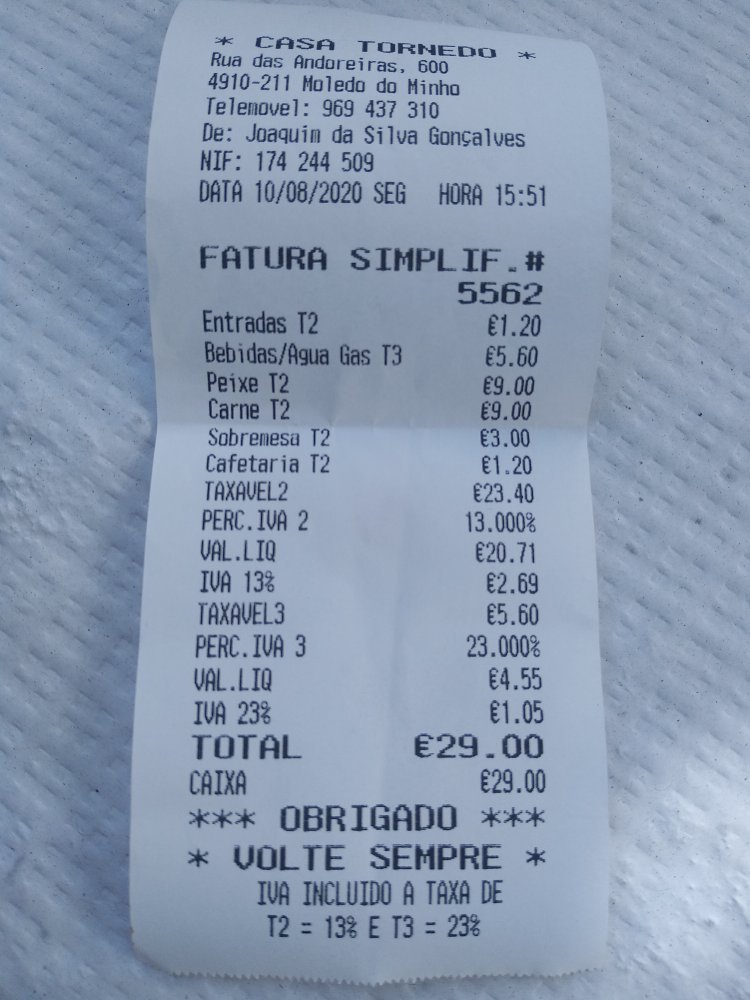 * CASA TORNEDO *
Rua das Andoreiras, 600
4910-211 Moledo do Minho
Telemovel: 969 437 310
De: Joaquim da Silva Gonçalves
NIF: 174 244 509
DATA 10/08/2020 SEG HORA 15:51
FATURA SIMPLIF.#
5562
Entradas T2 €1.20
Bebidas/Agua Gas T3 €5.60
Peixe T2 €9.00
Carne T2 €9.00
Sobremesa T2 €3.00
Cafetaria T2 €1.20
TAXAVEL2 €23.40
PERC.IVA 2 13.000%
VAL.LIQ €20.71
IVA 13% €2.69
TAXAVEL3 €5.60
PERC.IVA 3 23.000%
VAL.LIQ €4.55
IVA 23% €1.05
TOTAL €29.00
CAIXA €29.00
*** OBRIGADO ***
* VOLTE SEMPRE *
IVA INCLUIDO A TAXA DE
T2 = 13% E T3 = 23%